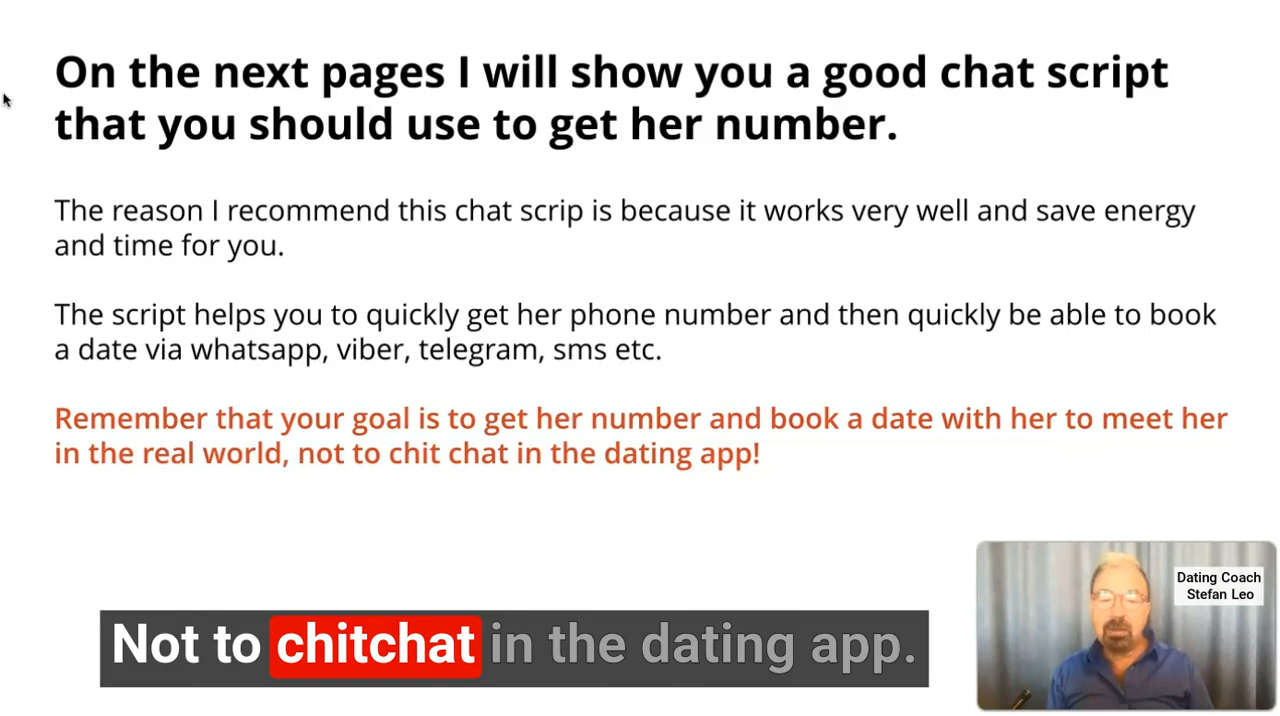 On the next pages I will show you a good chat script
that you should use to get her number.
The reason I recommend this chat scrip is because it works very well and save energy
and time for you.
The script helps you to quickly get her phone number and then quickly be able to book
a date via whatsapp, viber, telegram, sms etc.
Remember that your goal is to get her number and book a date with her to meet her
in the real world, not to chit chat in the dating app!
Dating Coach
Stefan Leo
Not to chitchat in the dating app.